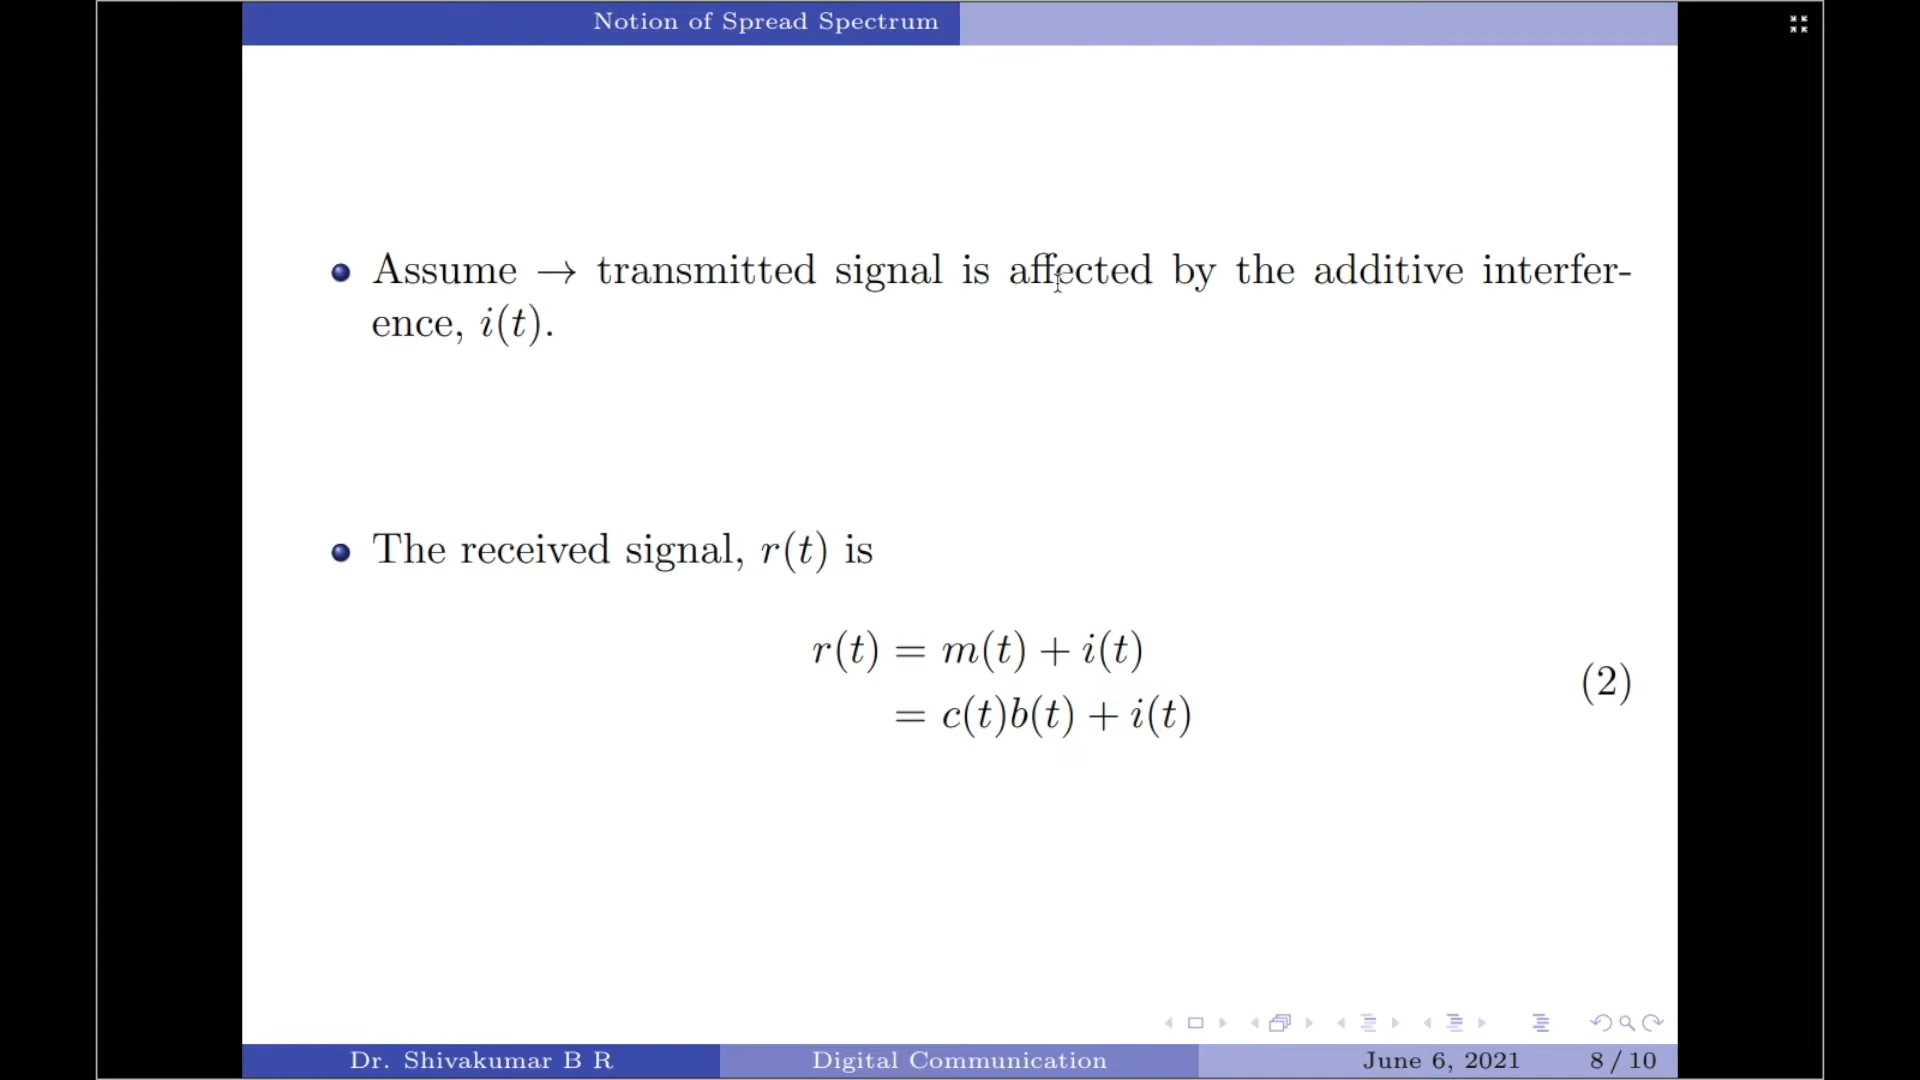 Notion of Spread Spectrum
Assume → transmitted signal is affected by the additive interfer-
ence, i(t).
The received signal, r(t) is
r(t) = m(t) + i(t)
= c(t)b(t) + i(t)
(2)
Dr. Shivakumar B R Digital Communication June 6, 2021 8 / 10